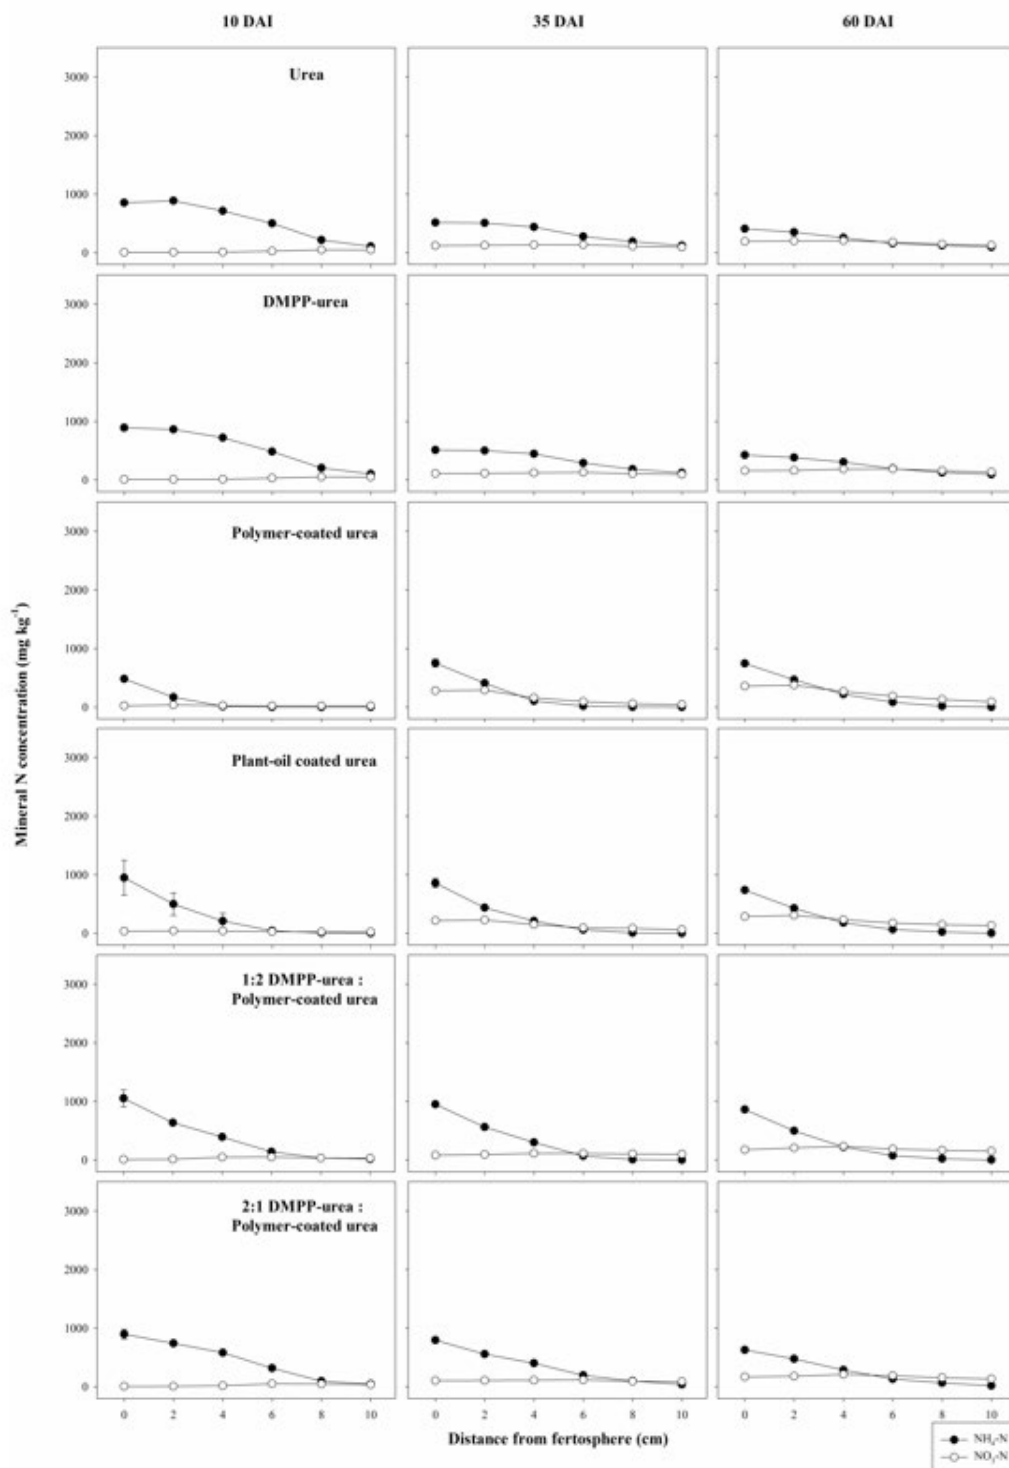 10 DAI 35 DAI 60 DAI
Urea
3000
2000
1000
0
DMPP-urea
3000
2000
1000
0
Polymer-coated urea
3000
2000
1000
0
Plant-oil coated urea
3000
2000
1000
0
1:2 DMPP-urea :
Polymer-coated urea
3000
2000
1000
0
2:1 DMPP-urea :
Polymer-coated urea
3000
2000
1000
0
Mineral N concentration (mg kg⁻¹)
0 2 4 6 8 10 0 2 4 6 8 10 0 2 4 6 8 10
Distance from fertosphere (cm)
NH₄-N
NO₃-N